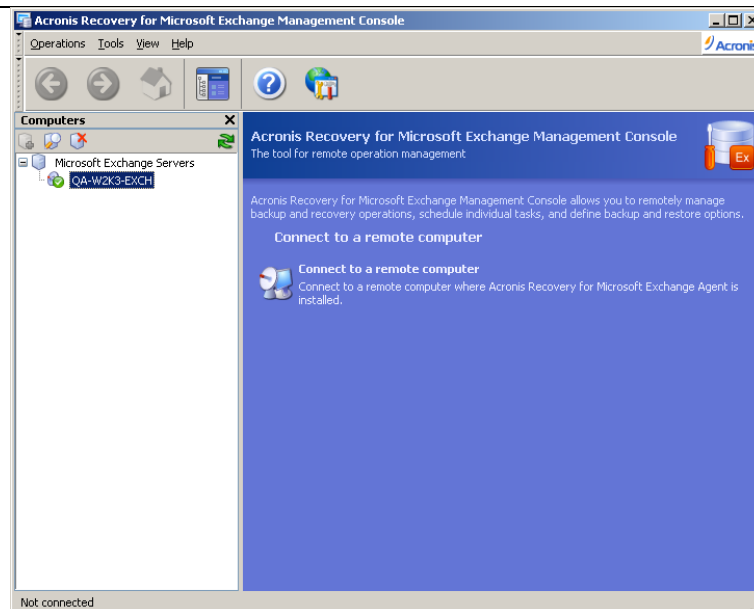 Acronis Recovery for Microsoft Exchange Management Console
Operations Tools View Help
Acronis
Computers
Microsoft Exchange Servers
QA-W2K3-EXCH
Acronis Recovery for Microsoft Exchange Management Console
The tool for remote operation management
Ex
Acronis Recovery for Microsoft Exchange Management Console allows you to remotely manage
backup and recovery operations, schedule individual tasks, and define backup and restore options.
Connect to a remote computer
Connect to a remote computer
Connect to a remote computer where Acronis Recovery for Microsoft Exchange Agent is
installed.
Not connected